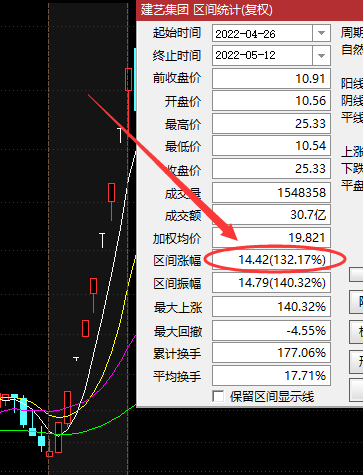 建艺集团 区间统计(复权)
起始时间 2022-04-26 周期
终止时间 2022-05-12 自然
前收盘价 10.91 阳线
开盘价 10.56 阴线
最高价 25.33 平线
最低价 10.54 上涨
收盘价 25.33 下跌
成交量 1548358 平盘
成交额 30.7亿
加权均价 19.821
区间涨幅 14.42(132.17%)
区间振幅 14.79(140.32%)
最大上涨 140.32%
最大回撤 -4.55%
累计换手 177.06%
平均换手 17.71%
保留区间显示线